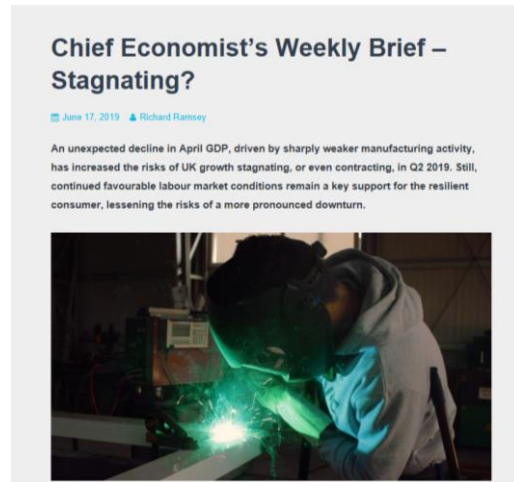 Chief Economist’s Weekly Brief –
Stagnating?
June 17, 2019 Richard Ramsey
An unexpected decline in April GDP, driven by sharply weaker manufacturing activity,
has increased the risks of UK growth stagnating, or even contracting, in Q2 2019. Still,
continued favourable labour market conditions remain a key support for the resilient
consumer, lessening the risks of a more pronounced downturn.